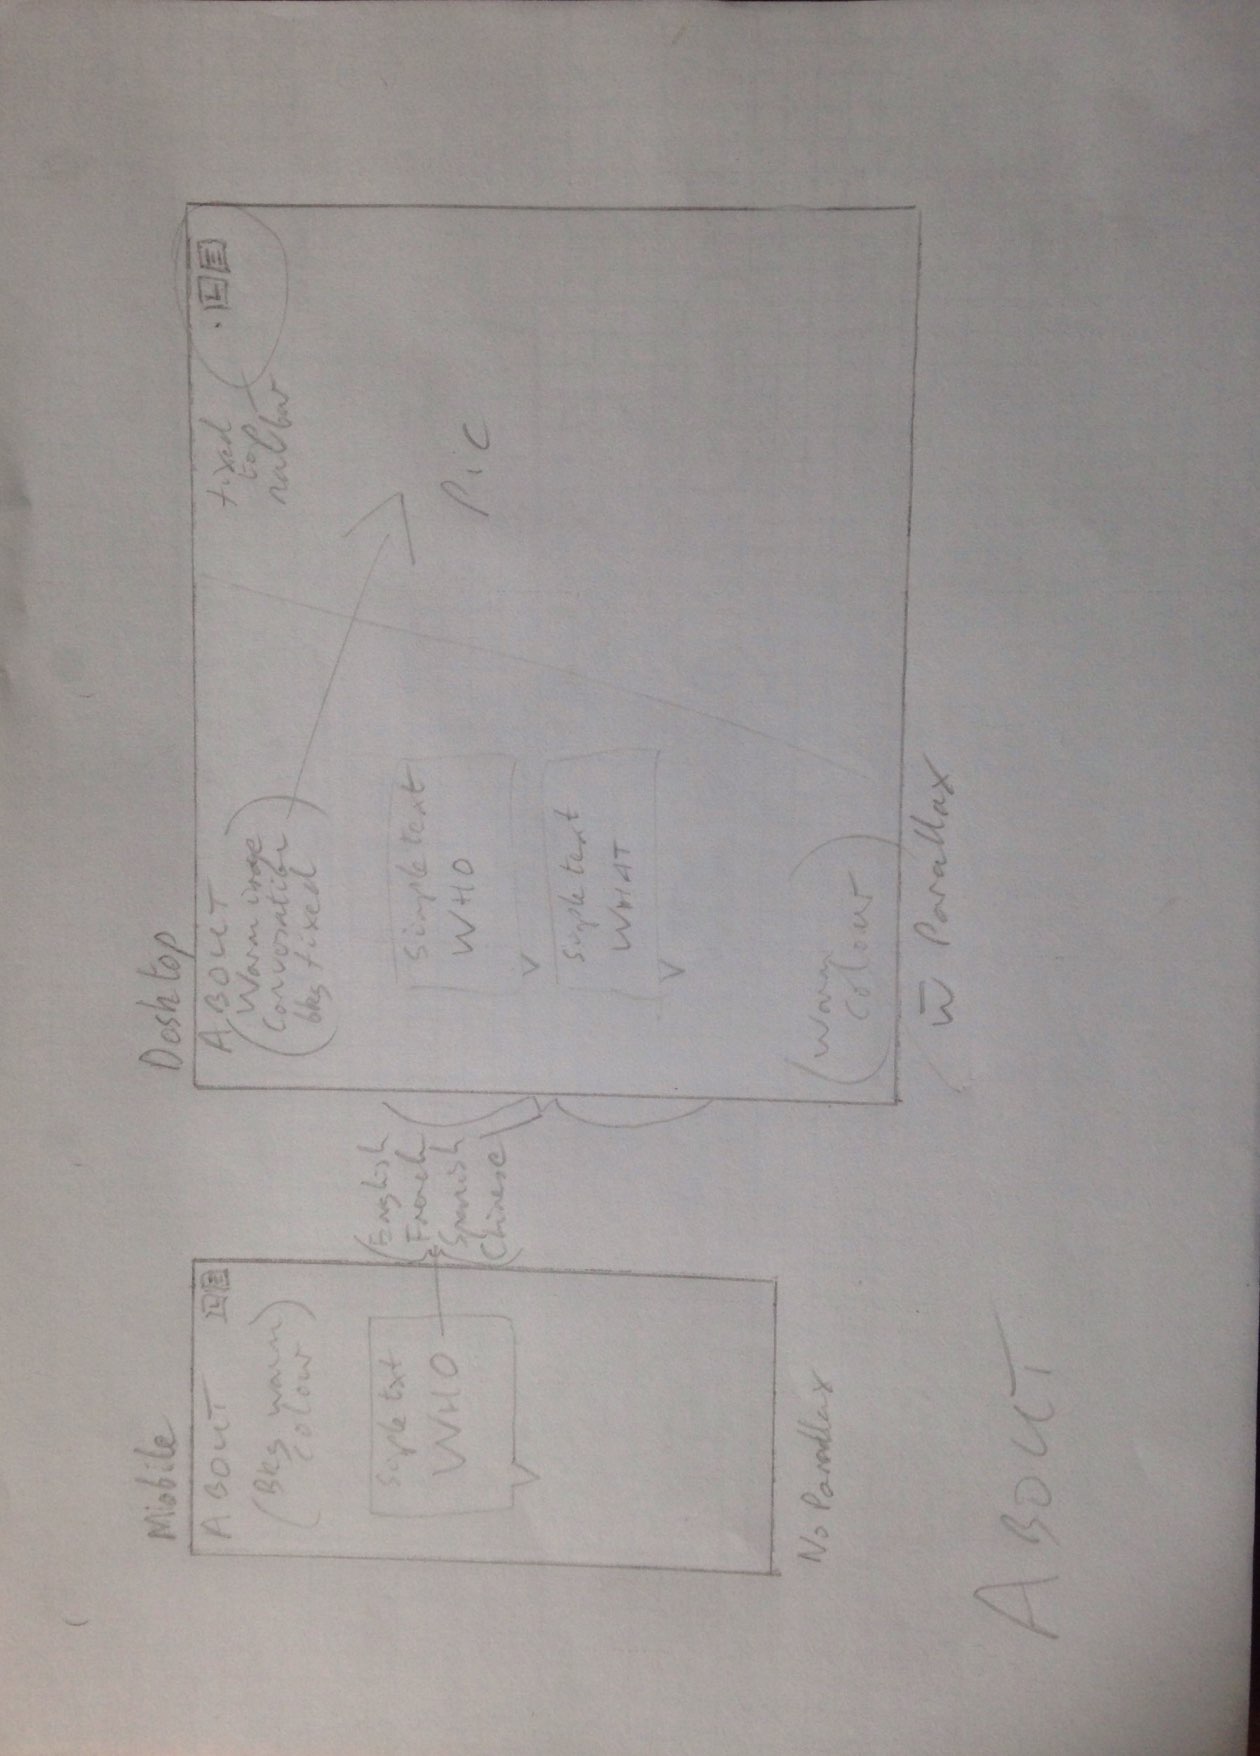 Mobile
ABOUT
L
(Bkg warm
colour)
Simple txt
WHO
No Parallax
(English
French
Spanish
Chinese
Desktop
ABOUT
(Warm image
Conversation
bkg fixed)
fixed
top
navbar
L
Pic
Simple text
WHO
Simple text
WHAT
(Warm
colour)
w̄ Parallax
ABOUT